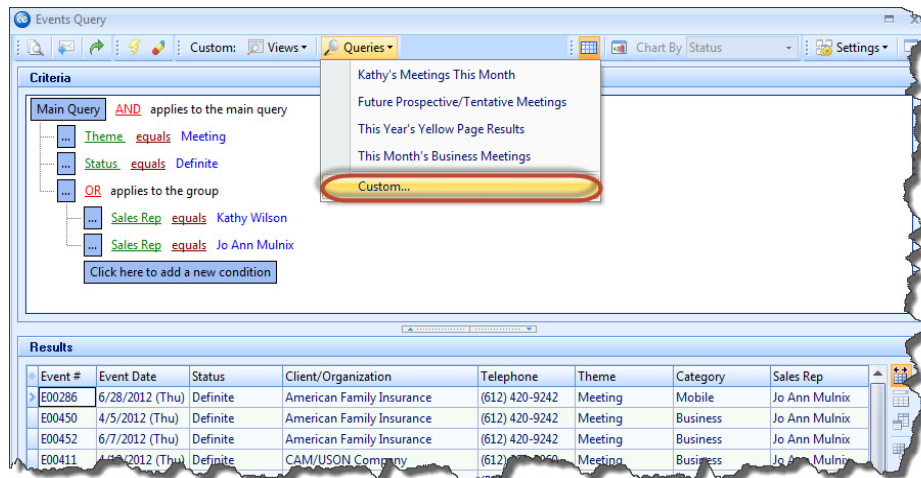 Events Query
Custom: Views Queries Chart By Status Settings
Kathy's Meetings This Month
Future Prospective/Tentative Meetings
This Year's Yellow Page Results
This Month's Business Meetings
Custom...
Criteria
Main Query AND applies to the main query
... Theme equals Meeting
... Status equals Definite
... OR applies to the group
... Sales Rep equals Kathy Wilson
... Sales Rep equals Jo Ann Mulnix
Click here to add a new condition
Results
Event # Event Date Status Client/Organization Telephone Theme Category Sales Rep
E00286 6/28/2012 (Thu) Definite American Family Insurance (612) 420-9242 Meeting Mobile Jo Ann Mulnix
E00450 4/5/2012 (Thu) Definite American Family Insurance (612) 420-9242 Meeting Business Jo Ann Mulnix
E00452 6/7/2012 (Thu) Definite American Family Insurance (612) 420-9242 Meeting Business Jo Ann Mulnix
E00411 (Thu) Definite CAM/USON Company (612) Meeting Business Jo Ann Mulnix